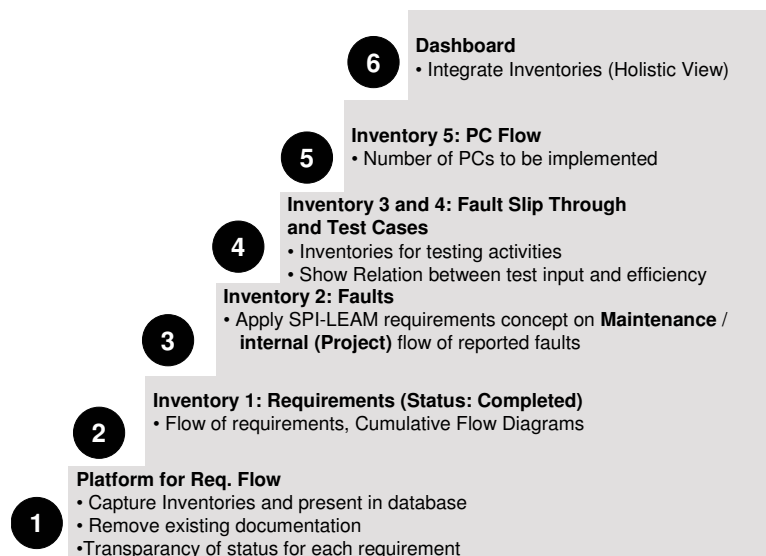 6
Dashboard
• Integrate Inventories (Holistic View)
5
Inventory 5: PC Flow
• Number of PCs to be implemented
4
Inventory 3 and 4: Fault Slip Through
and Test Cases
• Inventories for testing activities
• Show Relation between test input and efficiency
3
Inventory 2: Faults
• Apply SPI-LEAM requirements concept on Maintenance /
internal (Project) flow of reported faults
2
Inventory 1: Requirements (Status: Completed)
• Flow of requirements, Cumulative Flow Diagrams
1
Platform for Req. Flow
• Capture Inventories and present in database
• Remove existing documentation
•Transparancy of status for each requirement